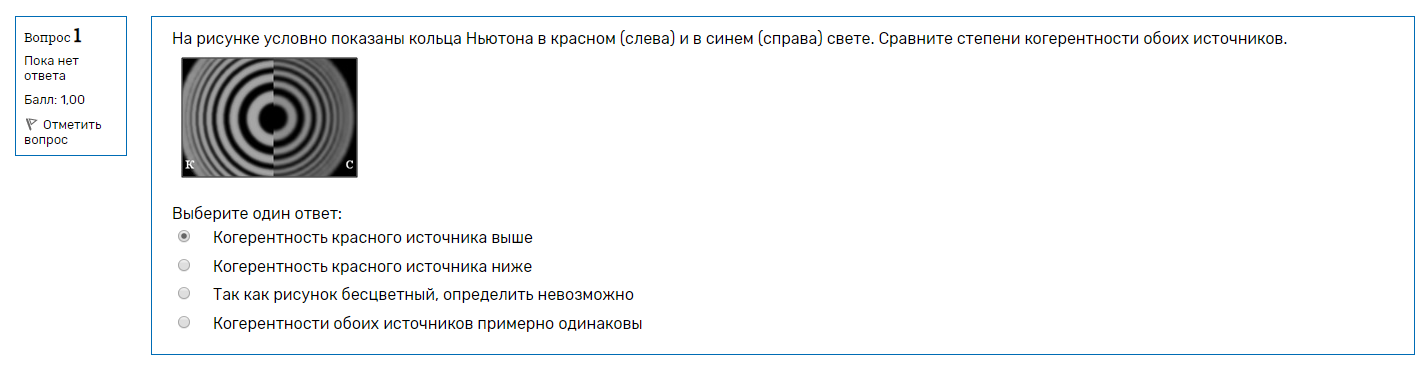 Вопрос 1
Пока нет
ответа
Балл: 1,00
Отметить
вопрос
На рисунке условно показаны кольца Ньютона в красном (слева) и в синем (справа) свете. Сравните степени когерентности обоих источников.
К С
Выберите один ответ:
Когерентность красного источника выше
Когерентность красного источника ниже
Так как рисунок бесцветный, определить невозможно
Когерентности обоих источников примерно одинаковы